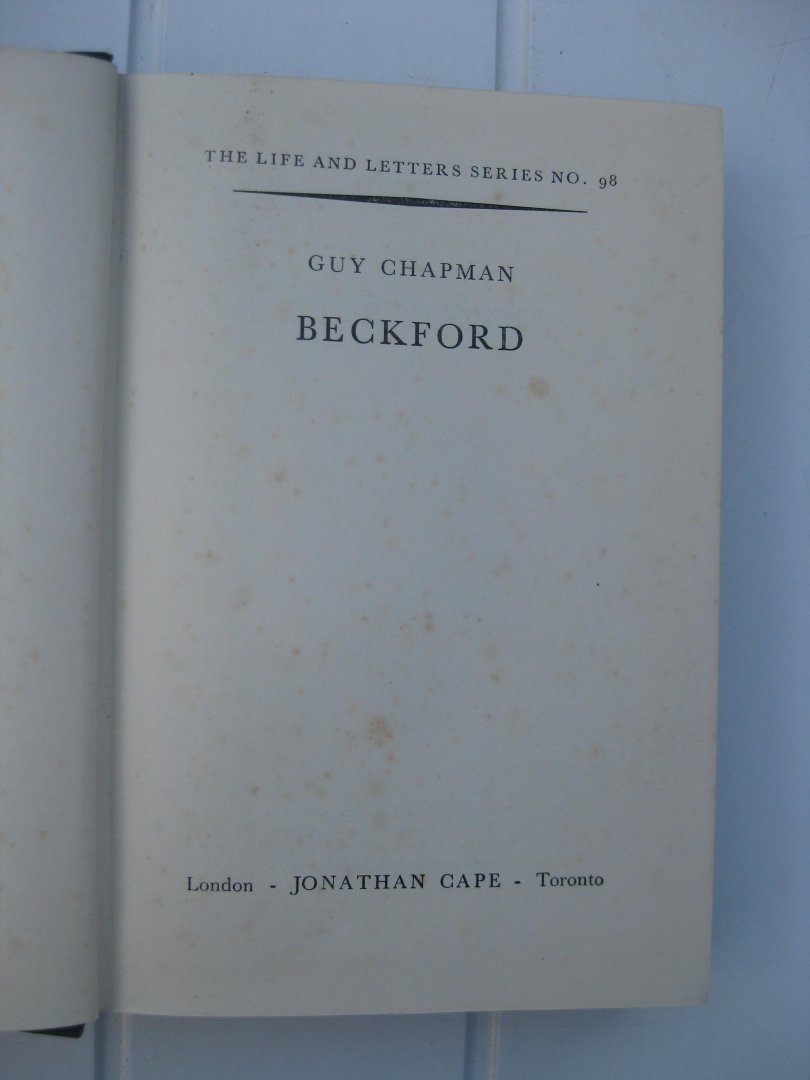 THE LIFE AND LETTERS SERIES NO. 98
GUY CHAPMAN
BECKFORD
London - JONATHAN CAPE - Toronto